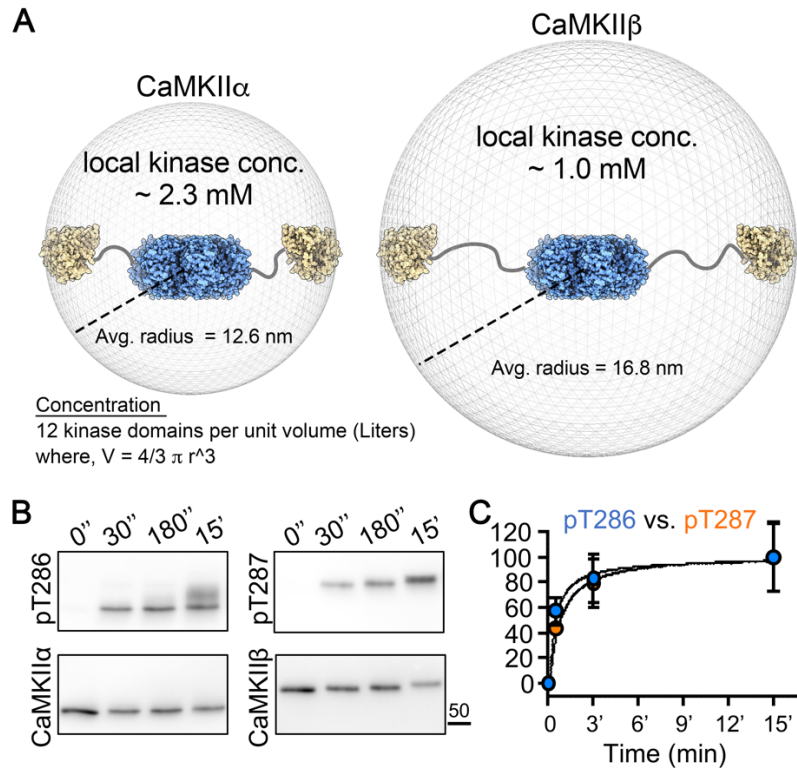 A
CaMKIIα
local kinase conc.
~ 2.3 mM
Avg. radius = 12.6 nm
CaMKIIβ
local kinase conc.
~ 1.0 mM
Avg. radius = 16.8 nm
Concentration
12 kinase domains per unit volume (Liters)
where, V = 4/3 π r^3
B
0” 30” 180” 15’
pT286
CaMKIIα
0” 30” 180” 15’
pT287
CaMKIIβ
50
C
pT286 vs. pT287
120
100
80
60
40
20
0
0 3’ 6’ 9’ 12’ 15’
Time (min)